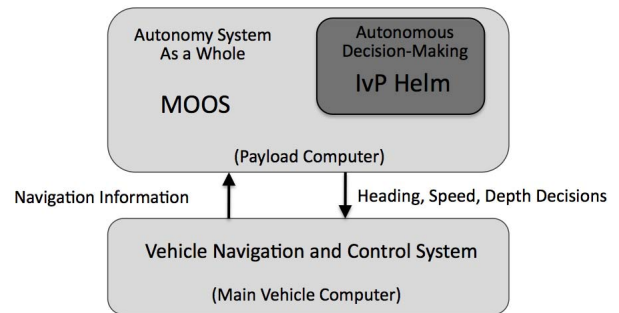 Autonomy System
As a Whole
MOOS
Autonomous
Decision-Making
IvP Helm
(Payload Computer)
Navigation Information
Heading, Speed, Depth Decisions
Vehicle Navigation and Control System
(Main Vehicle Computer)